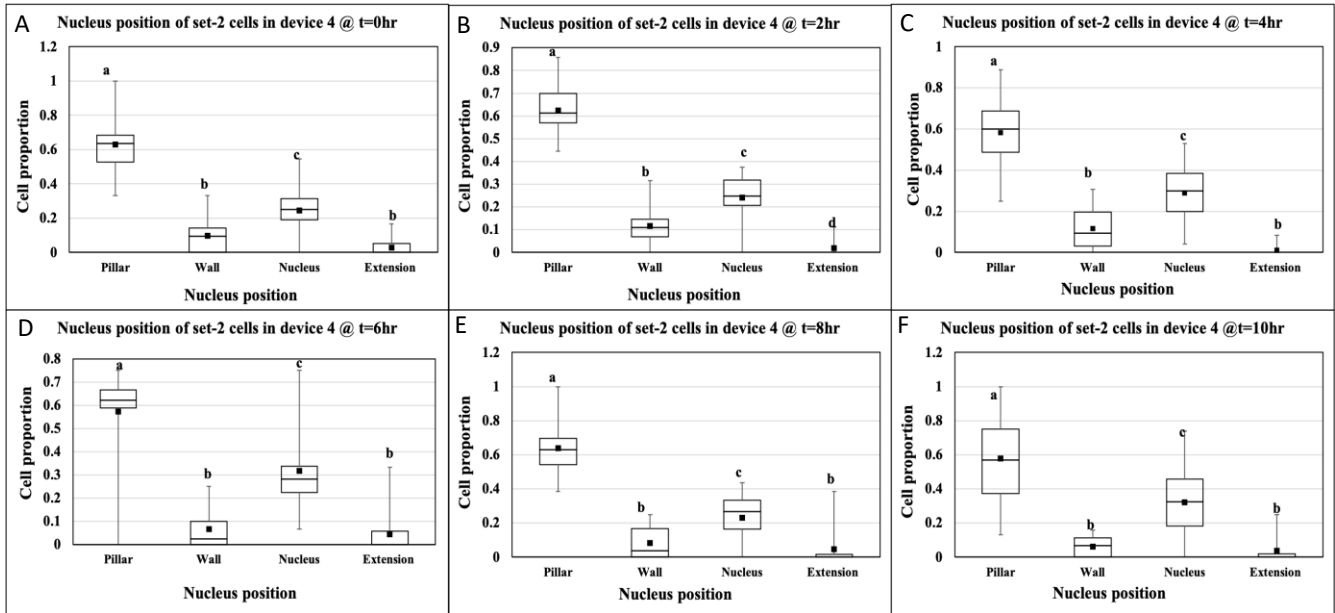 A
Nucleus position of set-2 cells in device 4 @ t=0hr
1.2
1
0.8
0.6
0.4
0.2
0
Cell proportion
a
b
c
b
Pillar Wall Nucleus Extension
Nucleus position
B
Nucleus position of set-2 cells in device 4 @ t=2hr
0.9
0.8
0.7
0.6
0.5
0.4
0.3
0.2
0.1
0
Cell proportion
a
b
c
d
Pillar Wall Nucleus Extension
Nucleus position
C
Nucleus position of set-2 cells in device 4 @ t=4hr
1
0.8
0.6
0.4
0.2
0
Cell proportion
a
b
c
b
Pillar Wall Nucleus Extension
Nucleus position
D
Nucleus position of set-2 cells in device 4 @ t=6hr
0.8
0.7
0.6
0.5
0.4
0.3
0.2
0.1
0
Cell proportion
a
b
c
b
Pillar Wall Nucleus Extension
Nucleus position
E
Nucleus position of set-2 cells in device 4 @ t=8hr
1.2
1
0.8
0.6
0.4
0.2
0
Cell proportion
a
b
c
b
Pillar Wall Nucleus Extension
Nucleus position
F
Nucleus position of set-2 cells in device 4 @t=10hr
1.2
1
0.8
0.6
0.4
0.2
0
Cell proportion
a
b
c
b
Pillar Wall Nucleus Extension
Nucleus position